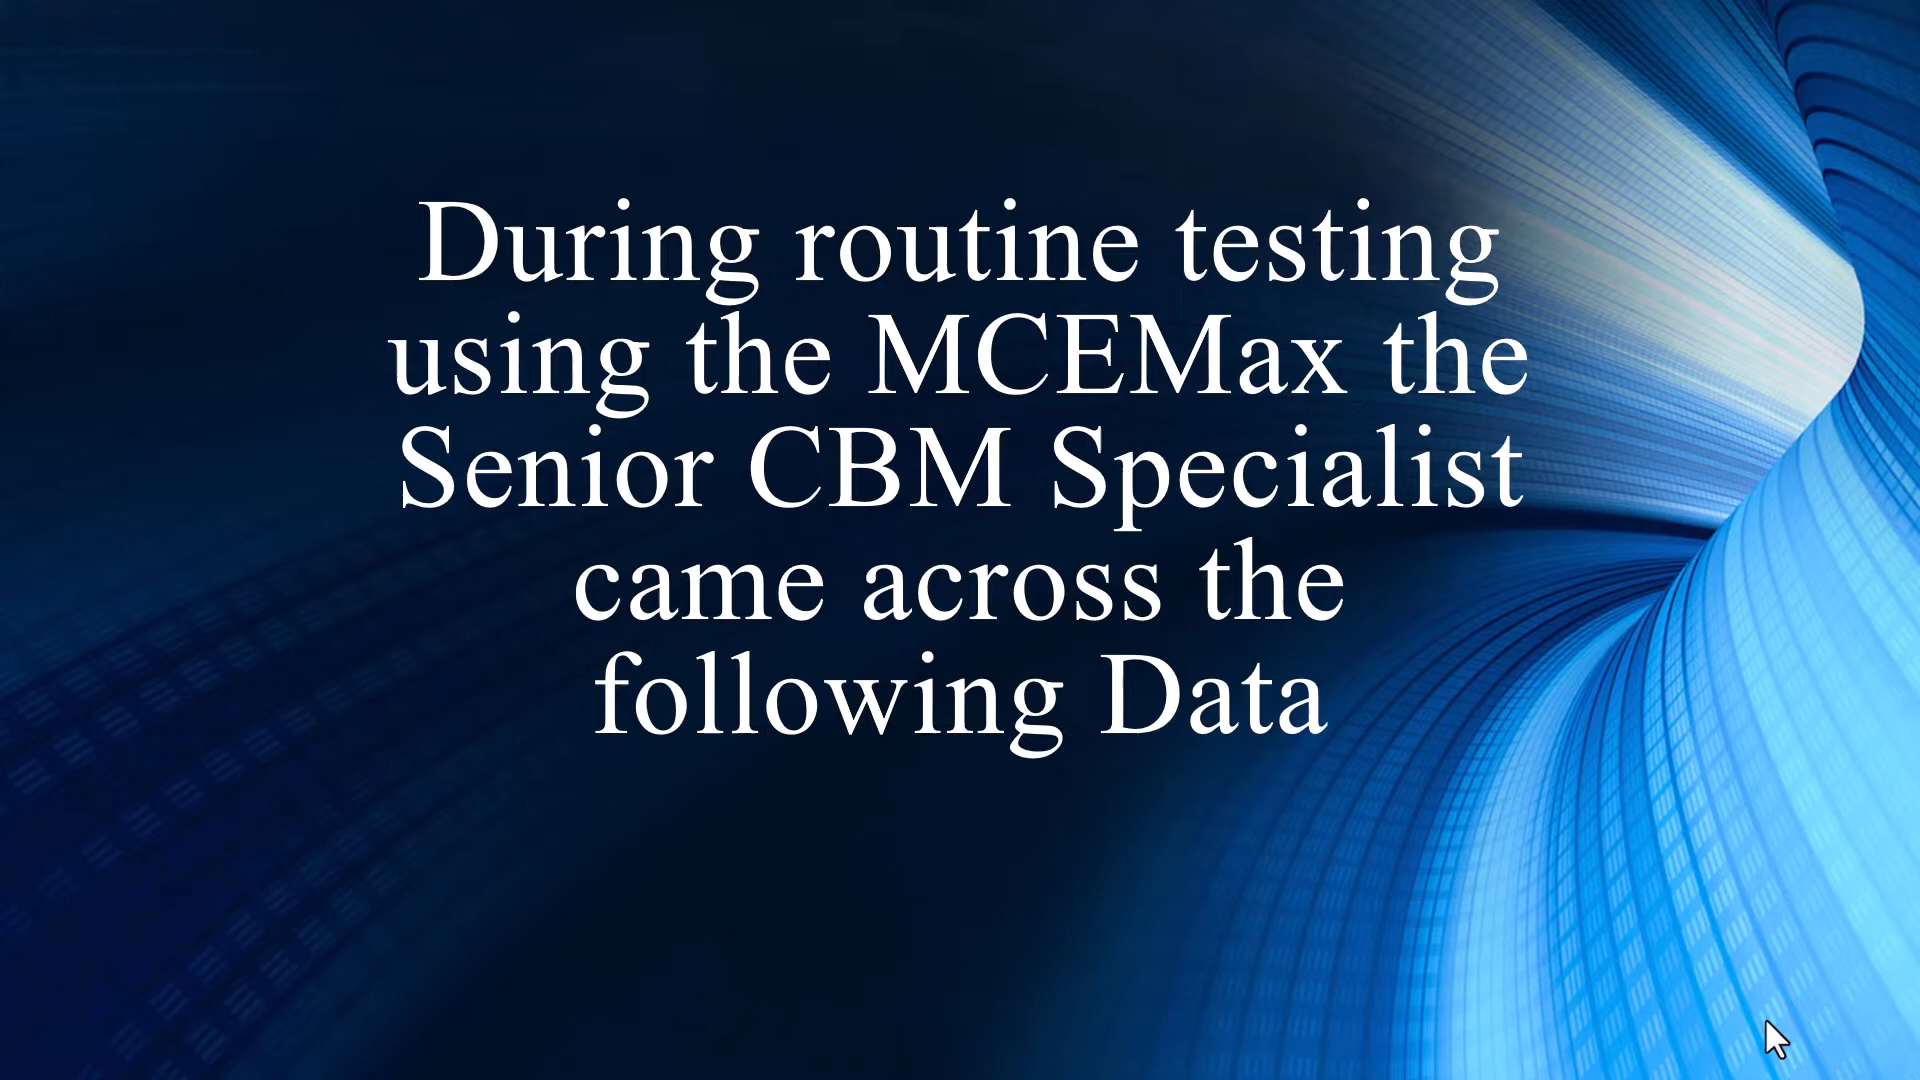 During routine testing
using the MCEMax the
Senior CBM Specialist
came across the
following Data